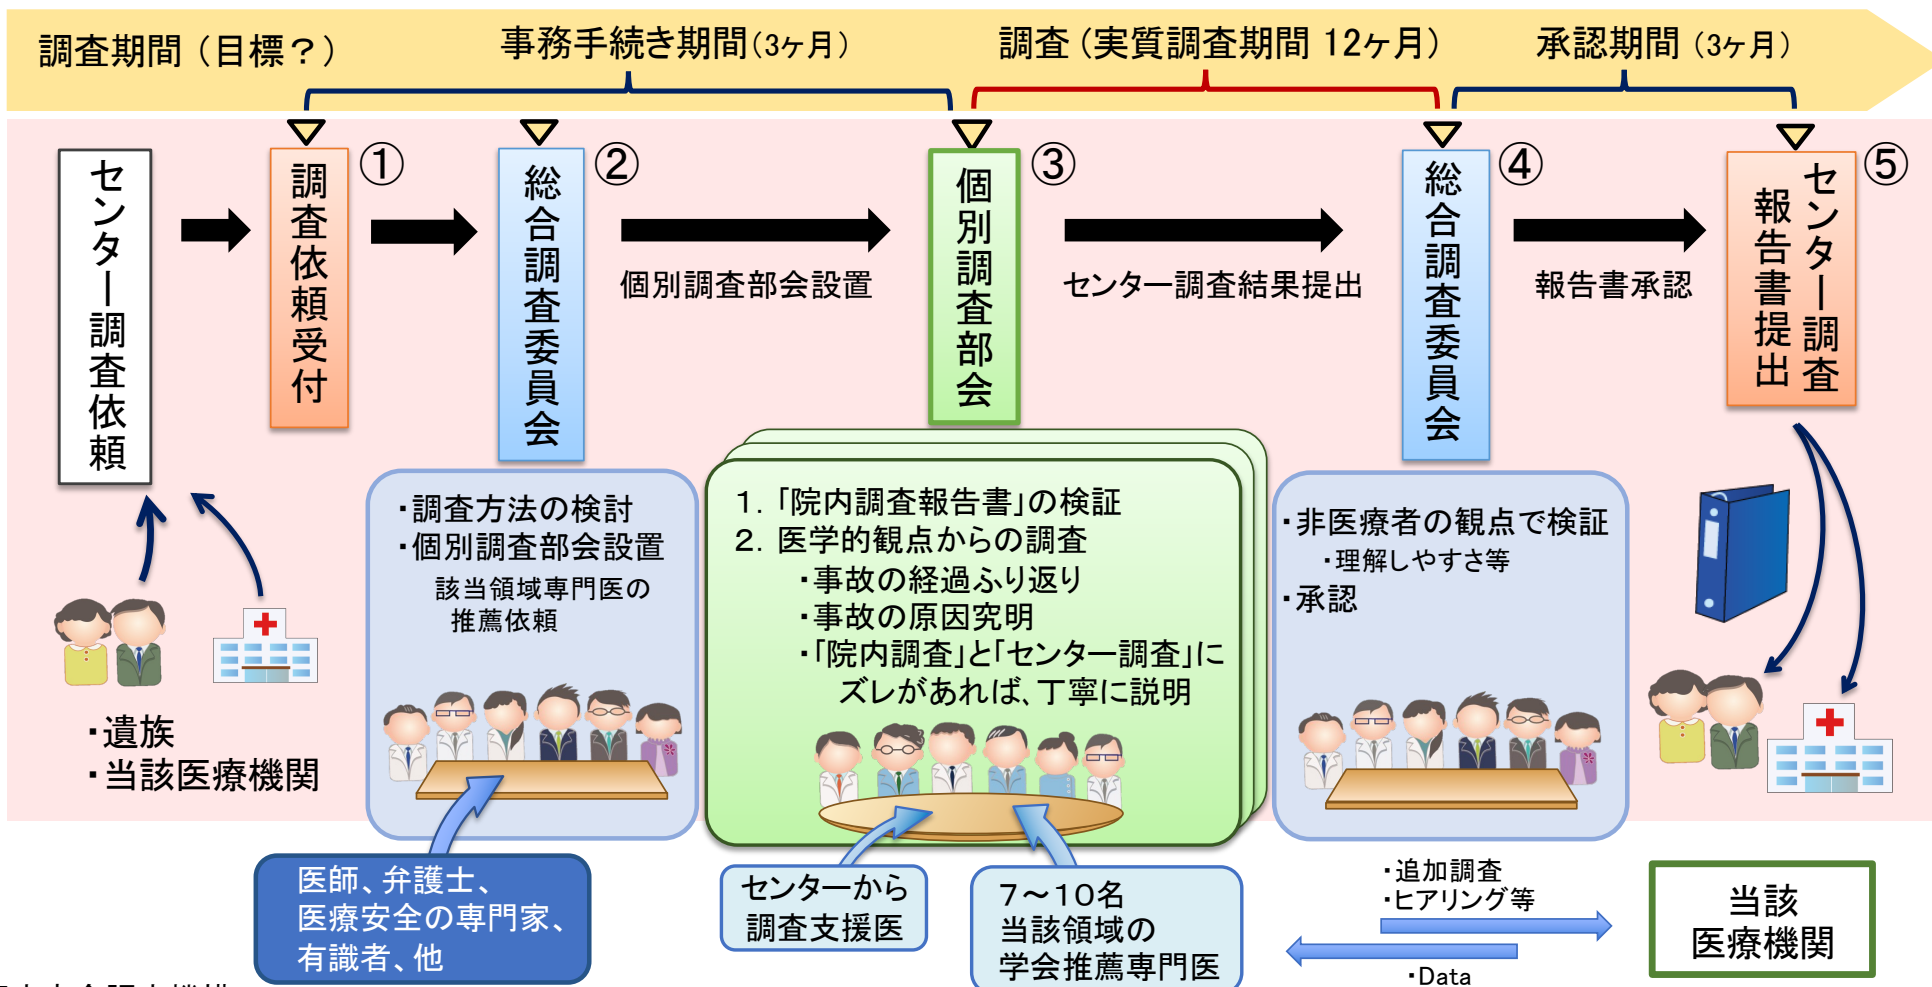 調査期間（目標？）
事務手続き期間（3ヶ月）
調査（実質調査期間 12ヶ月）
承認期間（3ヶ月）
センター調査依頼
調査依頼受付
①
総合調査委員会
②
個別調査部会
③
総合調査委員会
④
センター調査
報告書提出
⑤
個別調査部会設置
センター調査結果提出
報告書承認
・遺族
・当該医療機関
・調査方法の検討
・個別調査部会設置
該当領域専門医の
推薦依頼
1．「院内調査報告書」の検証
2．医学的観点からの調査
・事故の経過ふり返り
・事故の原因究明
・「院内調査」と「センター調査」に
ズレがあれば、丁寧に説明
・非医療者の観点で検証
・理解しやすさ等
・承認
医師、弁護士、
医療安全の専門家、
有識者、他
センターから
調査支援医
7～10名
当該領域の
学会推薦専門医
・追加調査
・ヒアリング等
・Data
当該
医療機関